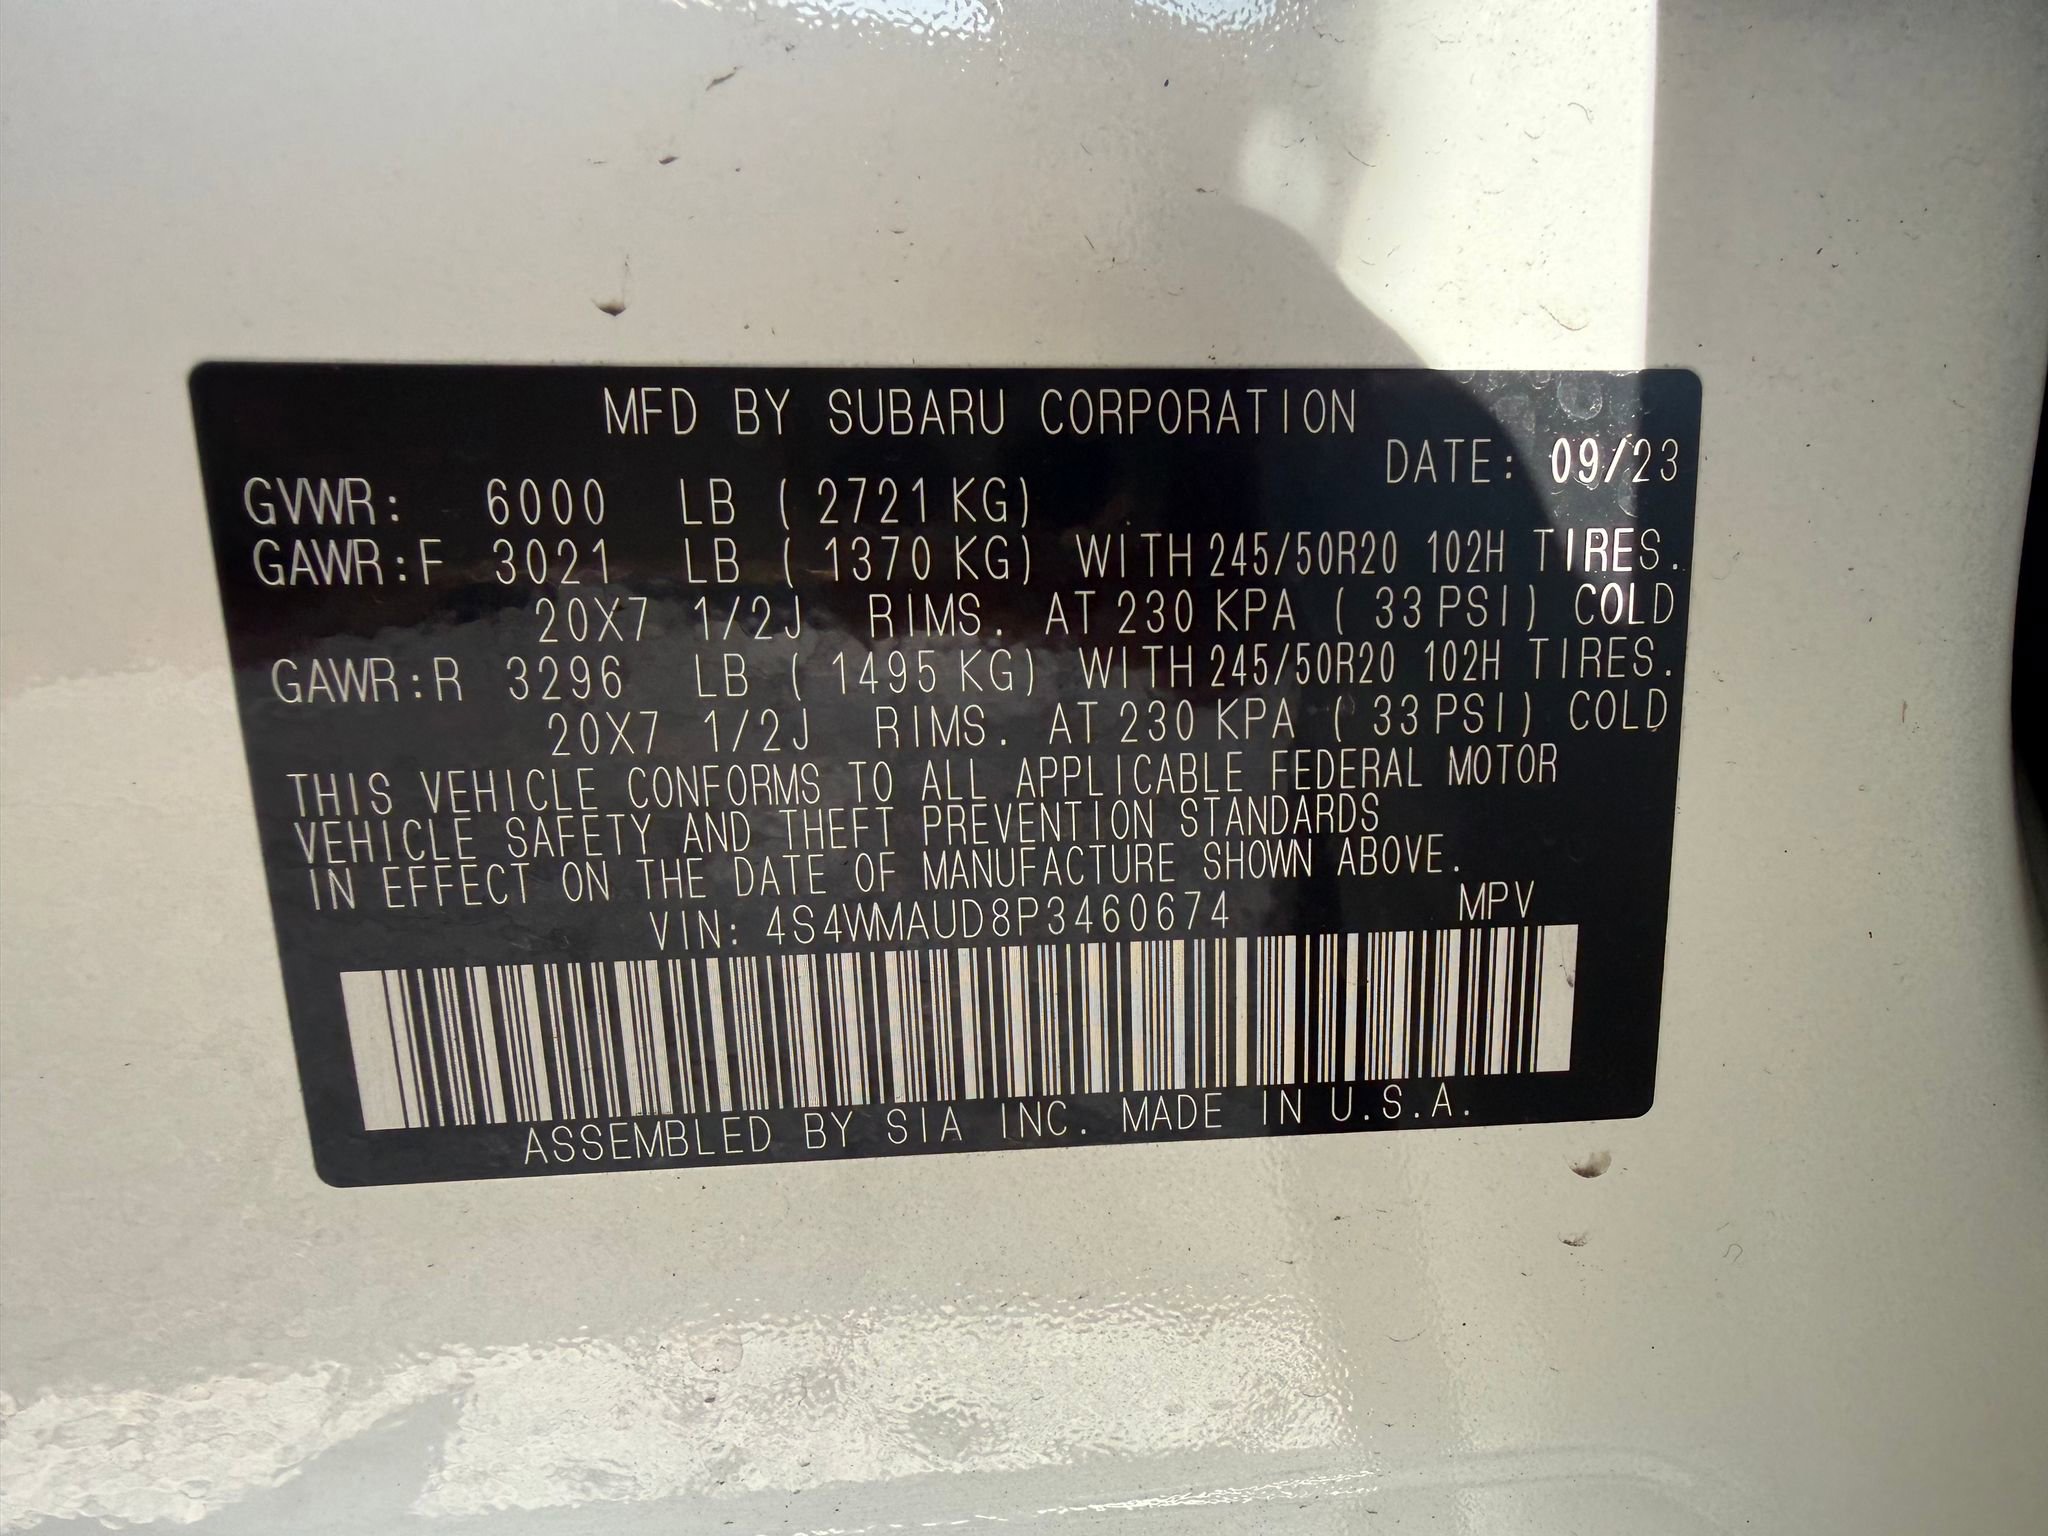 MFD BY SUBARU CORPORATION
DATE: 09/23
GVWR: 6000 LB (2721 KG)
GAWR:F 3021 LB (1370 KG) WITH 245/50R20 102H TIRES.
20X7 1/2J RIMS. AT 230 KPA (33 PSI) COLD
GAWR:R 3296 LB (1495 KG) WITH 245/50R20 102H TIRES.
20X7 1/2J RIMS. AT 230 KPA (33 PSI) COLD
THIS VEHICLE CONFORMS TO ALL APPLICABLE FEDERAL MOTOR
VEHICLE SAFETY AND THEFT PREVENTION STANDARDS
IN EFFECT ON THE DATE OF MANUFACTURE SHOWN ABOVE.
VIN: 4S4WMAUD8P3460674 MPV
ASSEMBLED BY SIA INC. MADE IN U.S.A.